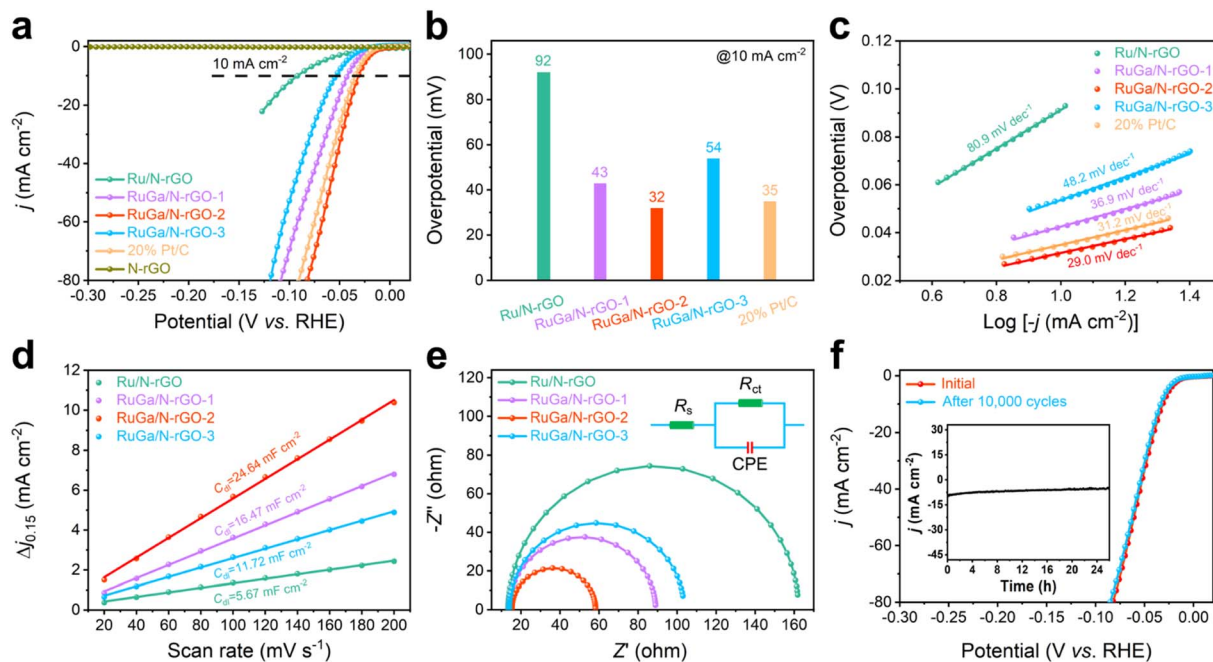 a
0
-20
-40
-60
-80
j (mA cm⁻²)
10 mA cm⁻²
Ru/N-rGO
RuGa/N-rGO-1
RuGa/N-rGO-2
RuGa/N-rGO-3
20% Pt/C
N-rGO
-0.30 -0.25 -0.20 -0.15 -0.10 -0.05 0.00
Potential (V vs. RHE)
b
@10 mA cm⁻²
100
80
60
40
20
0
Overpotential (mV)
92
43
32
54
35
Ru/N-rGO
RuGa/N-rGO-1
RuGa/N-rGO-2
RuGa/N-rGO-3
20% Pt/C
c
0.12
0.10
0.08
0.06
0.04
0.02
Overpotential (V)
Ru/N-rGO
RuGa/N-rGO-1
RuGa/N-rGO-2
RuGa/N-rGO-3
20% Pt/C
80.9 mV dec⁻¹
48.2 mV dec⁻¹
36.9 mV dec⁻¹
31.2 mV dec⁻¹
29.0 mV dec⁻¹
0.4 0.6 0.8 1.0 1.2 1.4
Log [-j (mA cm⁻²)]
d
12
10
8
6
4
2
0
Δj0.15 (mA cm⁻²)
Ru/N-rGO
RuGa/N-rGO-1
RuGa/N-rGO-2
RuGa/N-rGO-3
Cdl=24.64 mF cm⁻²
Cdl=16.47 mF cm⁻²
Cdl=11.72 mF cm⁻²
Cdl=5.67 mF cm⁻²
20 40 60 80 100 120 140 160 180 200
Scan rate (mV s⁻¹)
e
-Z" (ohm)
Ru/N-rGO
RuGa/N-rGO-1
RuGa/N-rGO-2
RuGa/N-rGO-3
Rs
Rct
CPE
20 40 60 80 100 120 140 160
Z' (ohm)
f
0
-20
-40
-60
-80
j (mA cm⁻²)
Initial
After 10,000 cycles
30
15
0
-15
-30
-45
j (mA cm⁻²)
0 6 12 18 24
Time (h)
-0.30 -0.25 -0.20 -0.15 -0.10 -0.05 0.00
Potential (V vs. RHE)